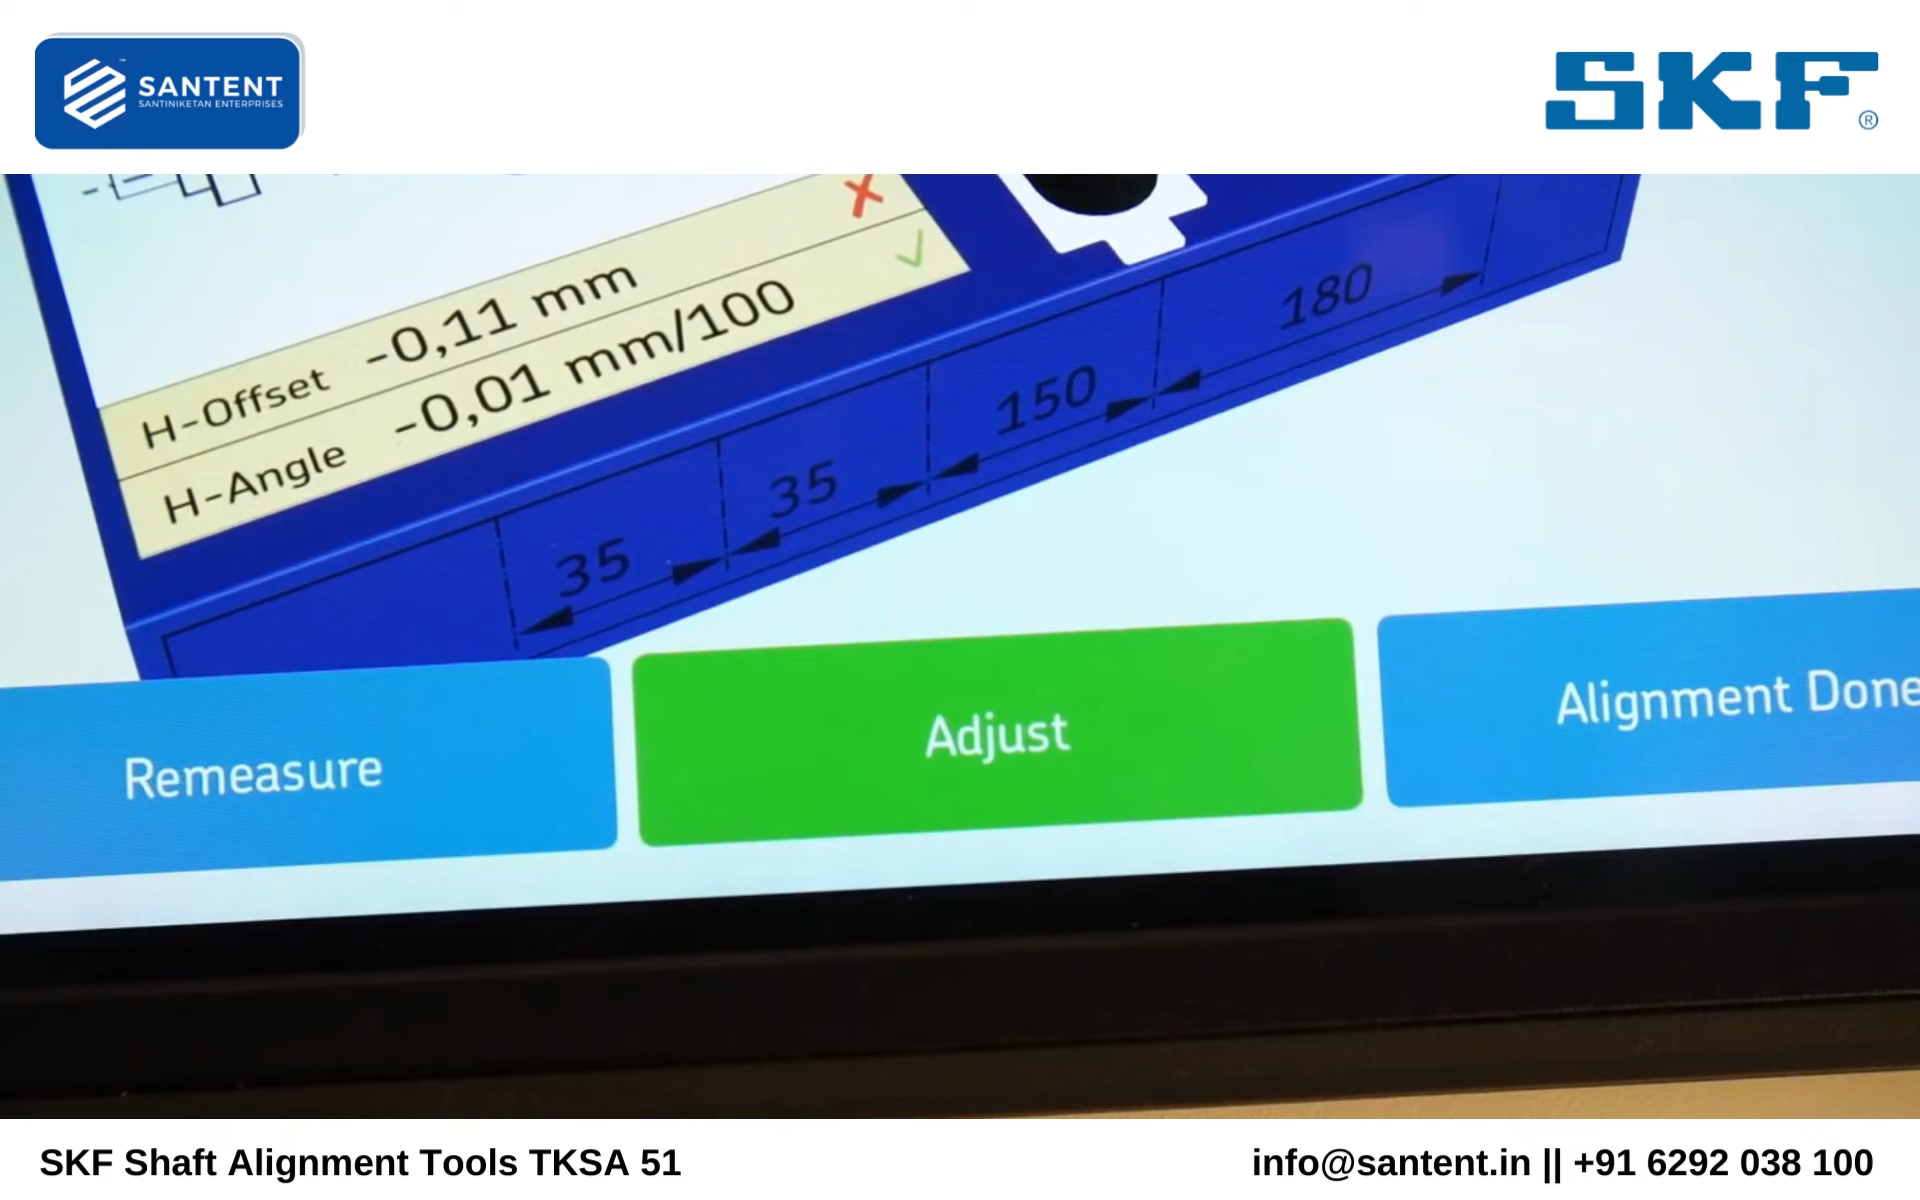 SANTENT
SANTINIKETAN ENTERPRISES
SKF®
H-Offset -0,11 mm
H-Angle -0,01 mm/100
35
35
150
180
Remeasure
Adjust
Alignment Done
SKF Shaft Alignment Tools TKSA 51
info@santent.in || +91 6292 038 100